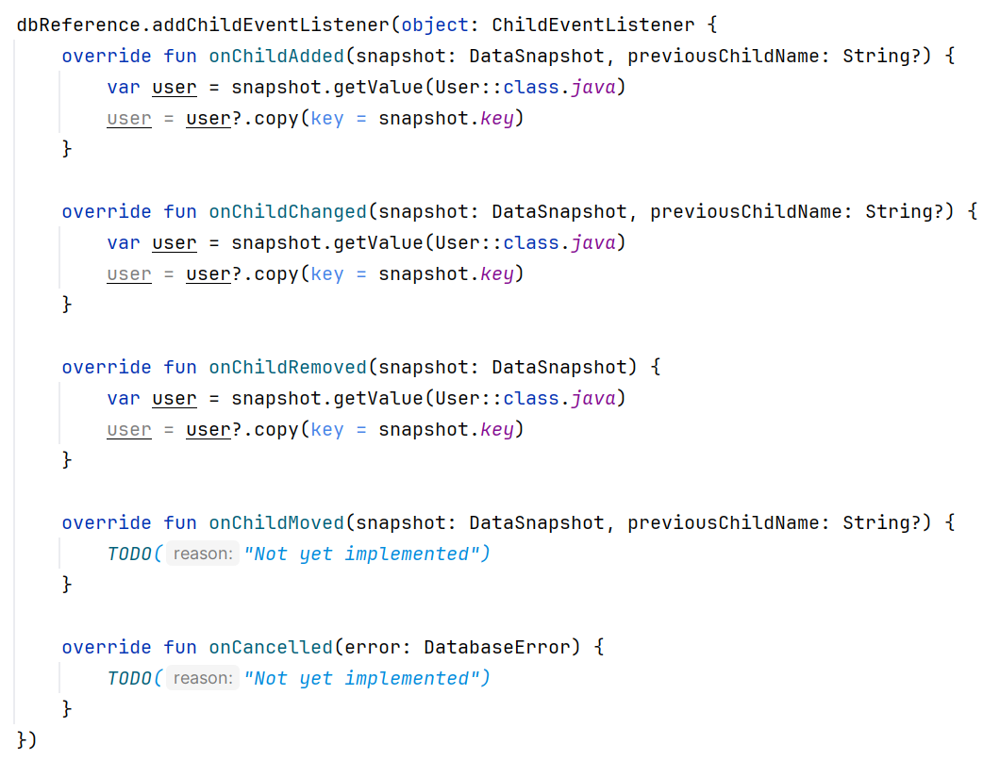 dbReference.addChildEventListener(object: ChildEventListener {
    override fun onChildAdded(snapshot: DataSnapshot, previousChildName: String?) {
        var user = snapshot.getValue(User::class.java)
        user = user?.copy(key = snapshot.key)
    }

    override fun onChildChanged(snapshot: DataSnapshot, previousChildName: String?) {
        var user = snapshot.getValue(User::class.java)
        user = user?.copy(key = snapshot.key)
    }

    override fun onChildRemoved(snapshot: DataSnapshot) {
        var user = snapshot.getValue(User::class.java)
        user = user?.copy(key = snapshot.key)
    }

    override fun onChildMoved(snapshot: DataSnapshot, previousChildName: String?) {
        TODO( reason: "Not yet implemented")
    }

    override fun onCancelled(error: DatabaseError) {
        TODO( reason: "Not yet implemented")
    }
})